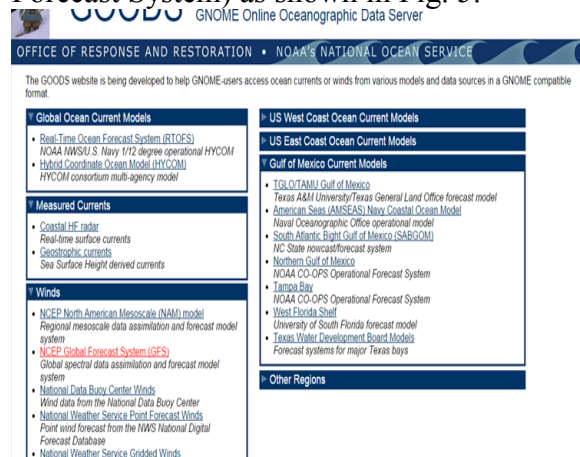 Forecast System) as shown in Fig. 5.
GOODS GNOME Online Oceanographic Data Server
OFFICE OF RESPONSE AND RESTORATION • NOAA's NATIONAL OCEAN SERVICE
The GOODS website is being developed to help GNOME-users access ocean currents or winds from various models and data sources in a GNOME compatible
format.
Global Ocean Current Models
Real-Time Ocean Forecast System (RTOFS)
NOAA NWS/U.S. Navy 1/12 degree operational HYCOM
Hybrid Coordinate Ocean Model (HYCOM)
HYCOM consortium multi-agency model
Measured Currents
Coastal HF radar
Real-time surface currents
Geostrophic currents
Sea Surface Height derived currents
Winds
NCEP North American Mesoscale (NAM) model
Regional mesoscale data assimilation and forecast model
system
NCEP Global Forecast System (GFS)
Global spectral data assimilation and forecast model
system
National Data Buoy Center Winds
Wind data from the National Data Buoy Center
National Weather Service Point Forecast Winds
Point wind forecast from the NWS National Digital
Forecast Database
National Weather Service Gridded Winds
US West Coast Ocean Current Models
US East Coast Ocean Current Models
Gulf of Mexico Current Models
TGLO/TAMU Gulf of Mexico
Texas A&M University/Texas General Land Office forecast model
American Seas (AMSEAS) Navy Coastal Ocean Model
Naval Oceanographic Office operational model
South Atlantic Bight Gulf of Mexico (SABGOM)
NC State nowcast/forecast system
Northern Gulf of Mexico
NOAA CO-OPS Operational Forecast System
Tampa Bay
NOAA CO-OPS Operational Forecast System
West Florida Shelf
University of South Florida forecast model
Texas Water Development Board Models
Forecast systems for major Texas bays
Other Regions